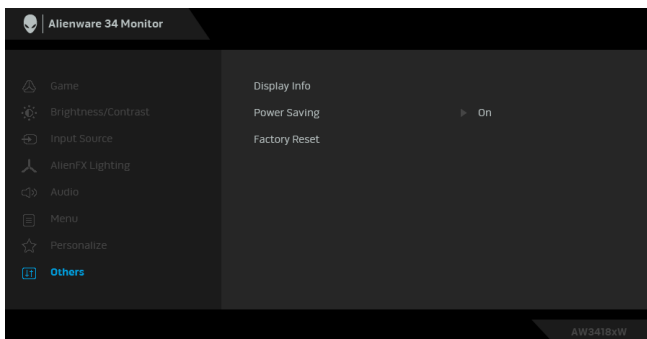 Alienware 34 Monitor
Game
Display Info
Brightness/Contrast
Power Saving
On
Input Source
Factory Reset
AlienFX Lighting
Audio
Menu
Personalize
Others
AW3418xW